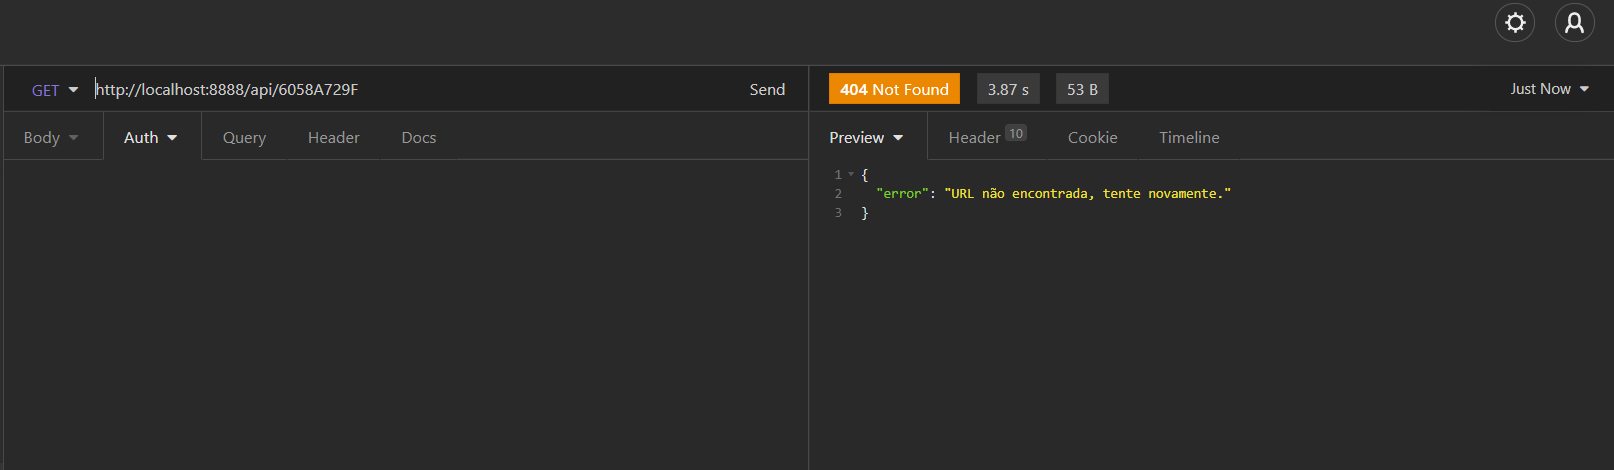 GET http://localhost:8888/api/6058A729F Send
Body Auth Query Header Docs
404 Not Found 3.87 s 53 B Just Now
Preview Header 10 Cookie Timeline
1 {
2 "error": "URL não encontrada, tente novamente."
3 }